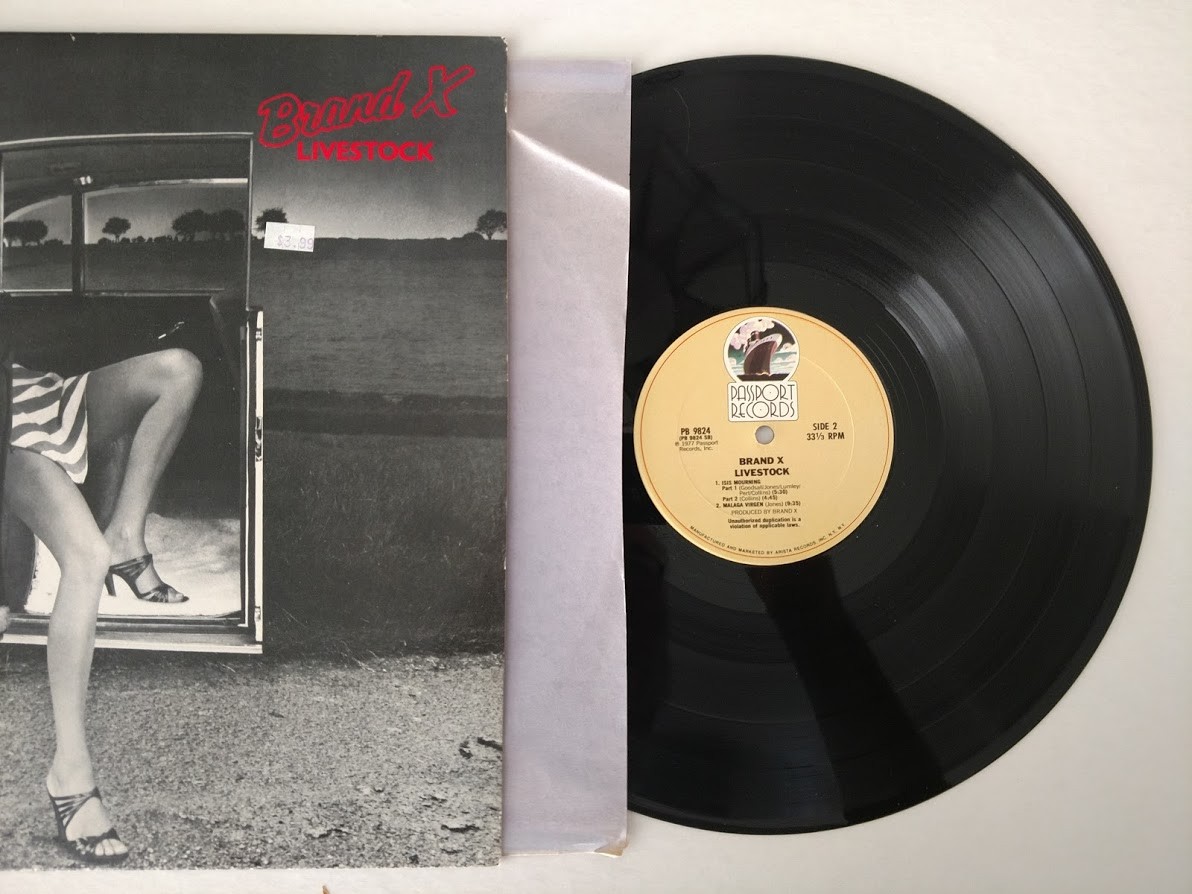 Brand X
LIVESTOCK
$3.99
PASSPORT
RECORDS
PB 9824
(PB 9824 SB)
℗ 1977 Passport
Records, Inc.
SIDE 2
33⅓ RPM
BRAND X
LIVESTOCK
1. ISIS MOURNING
Part 1 (Goodsall/Jones/Lumley/
Pert/Collins) (5:30)
Part 2 (Collins) (4:45)
2. MALAGA VIRGEN (Jones) (9:35)
PRODUCED BY BRAND X
Unauthorized duplication is a
violation of applicable laws.
MANUFACTURED AND MARKETED BY ARISTA RECORDS, INC. N.Y. N.Y.